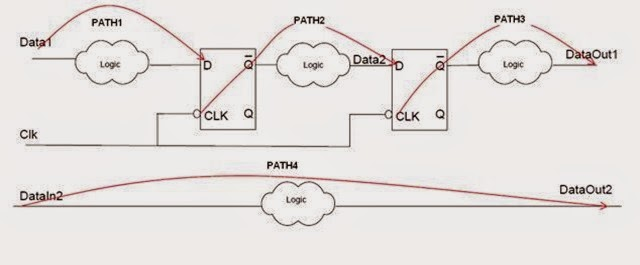 PATH1
PATH2
PATH3
Data1
Logic
D
Q
CLK
Q
Logic
Data2
D
Q
CLK
Q
Logic
DataOut1
Clk
PATH4
DataIn2
Logic
DataOut2